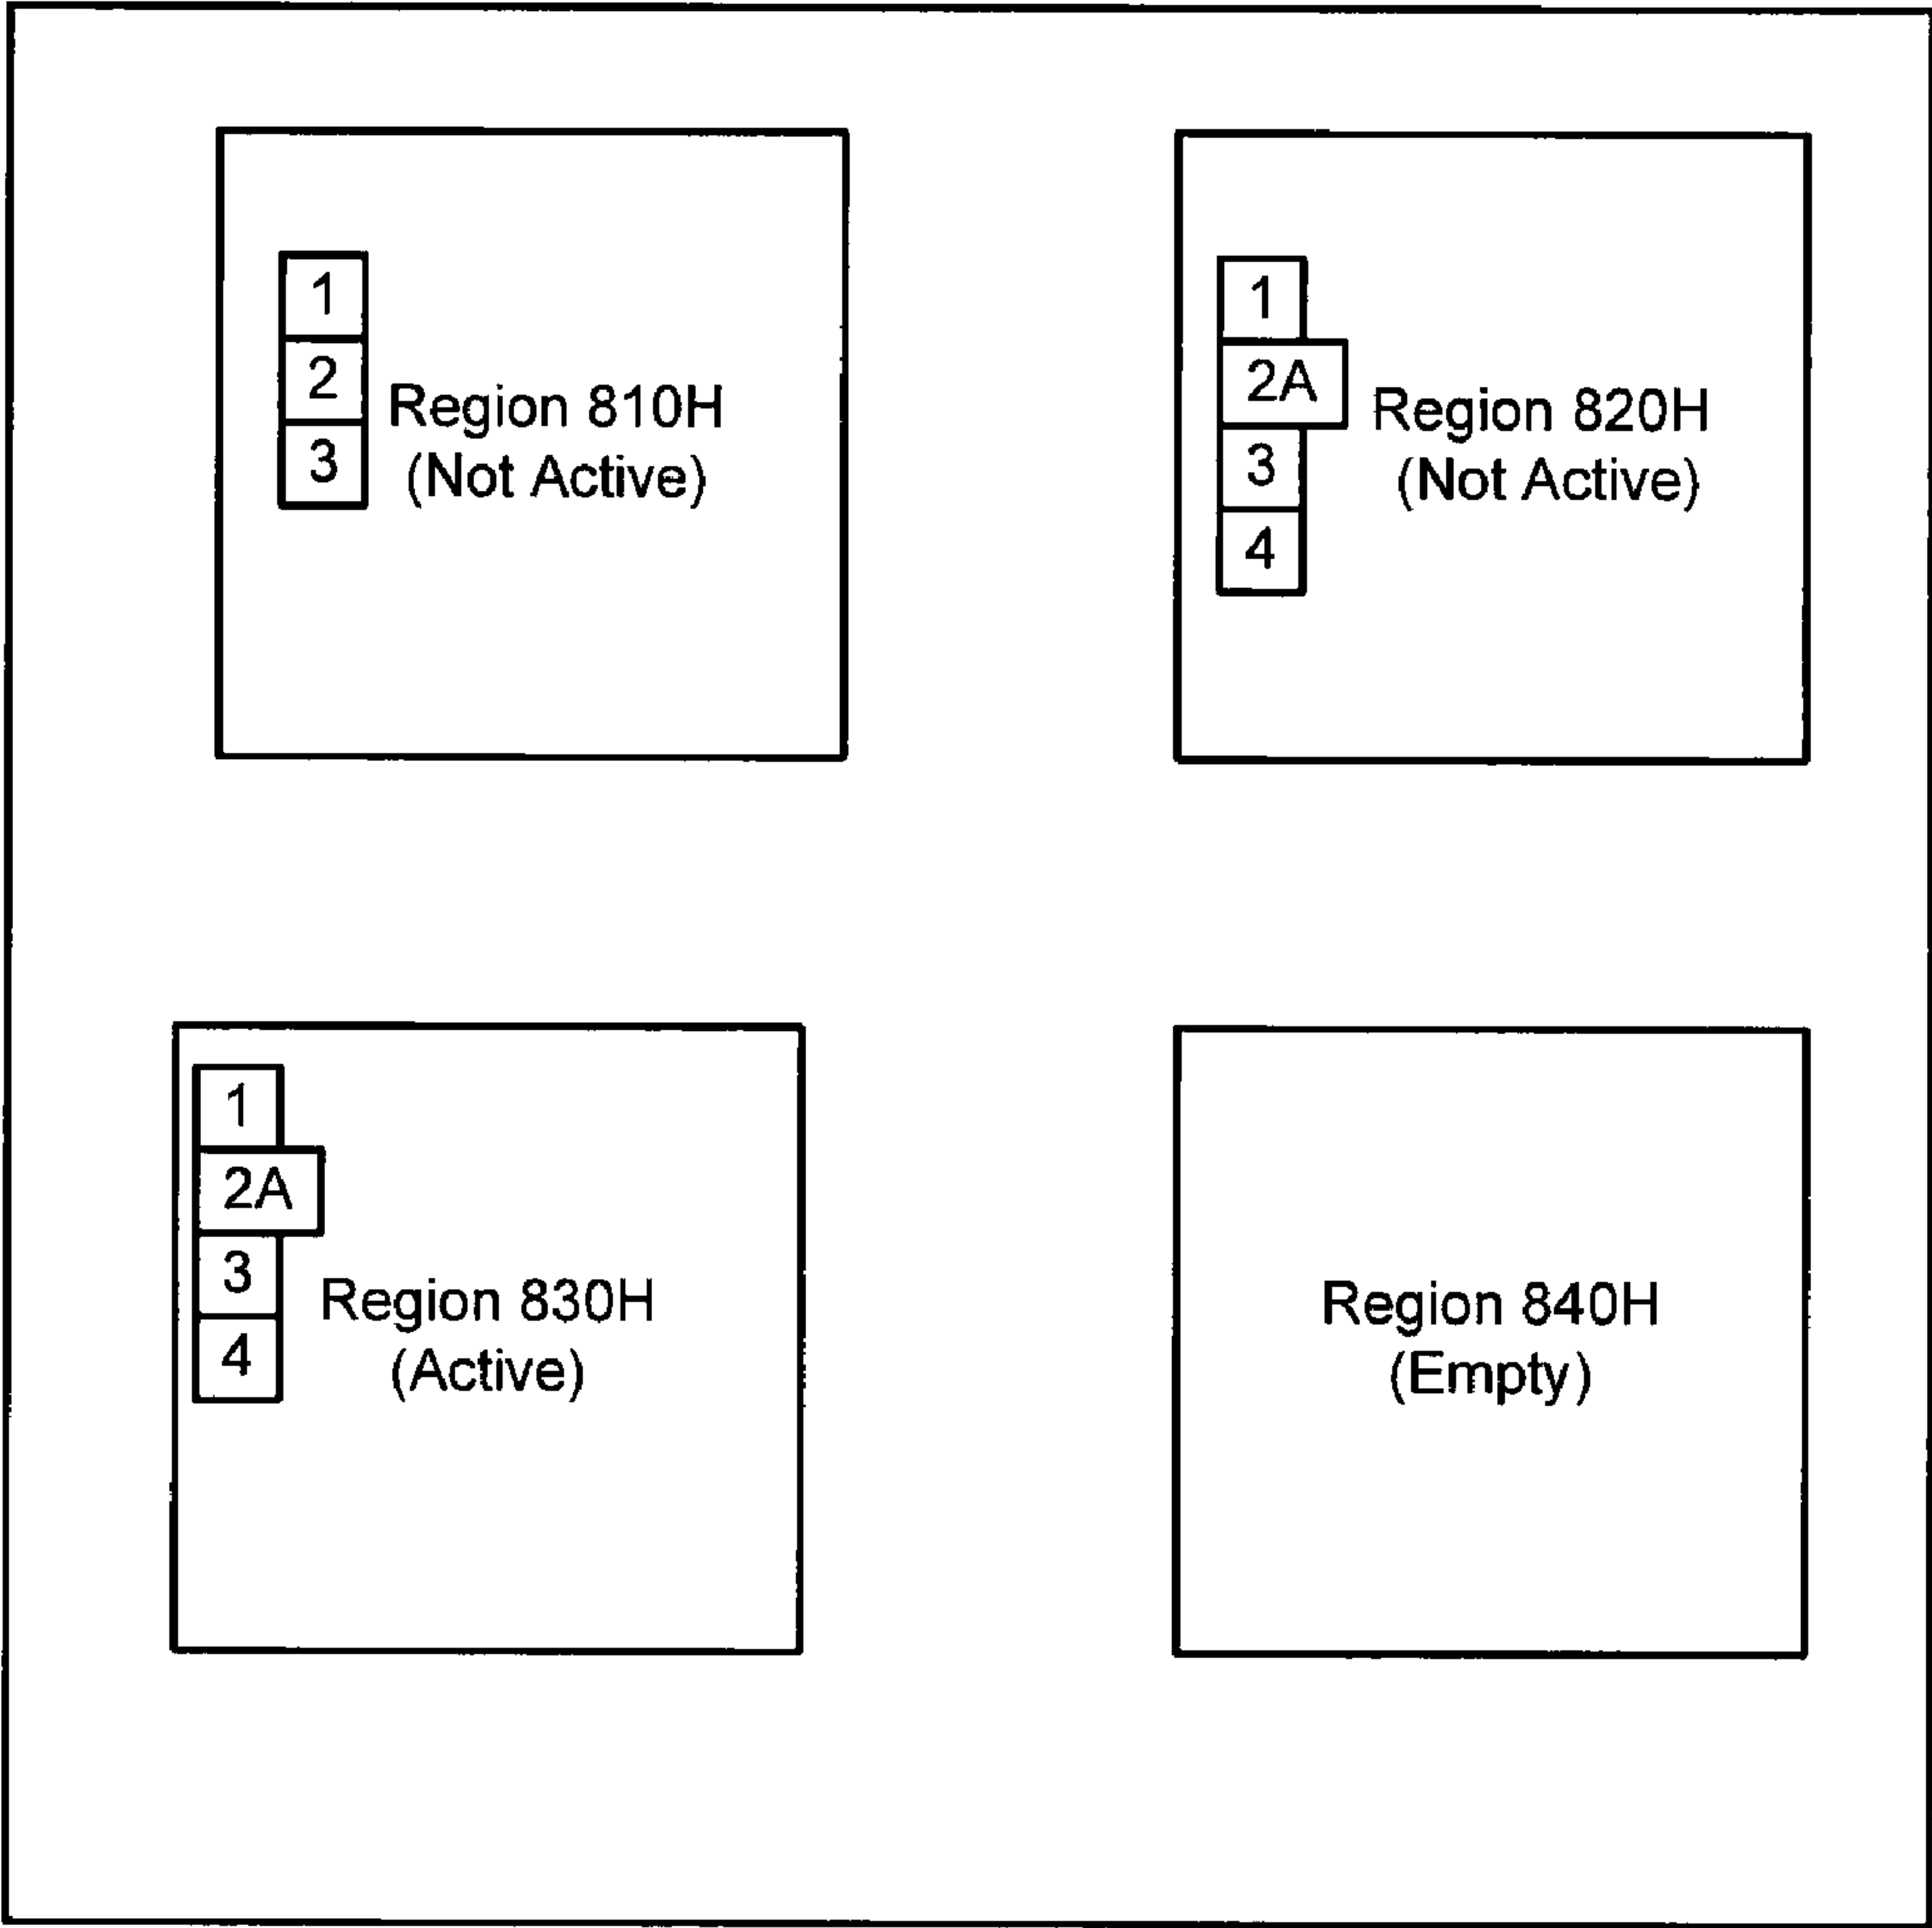 1
2
3
Region 810H
(Not Active)
1
2A
3
4
Region 820H
(Not Active)
1
2A
3
4
Region 830H
(Active)
Region 840H
(Empty)